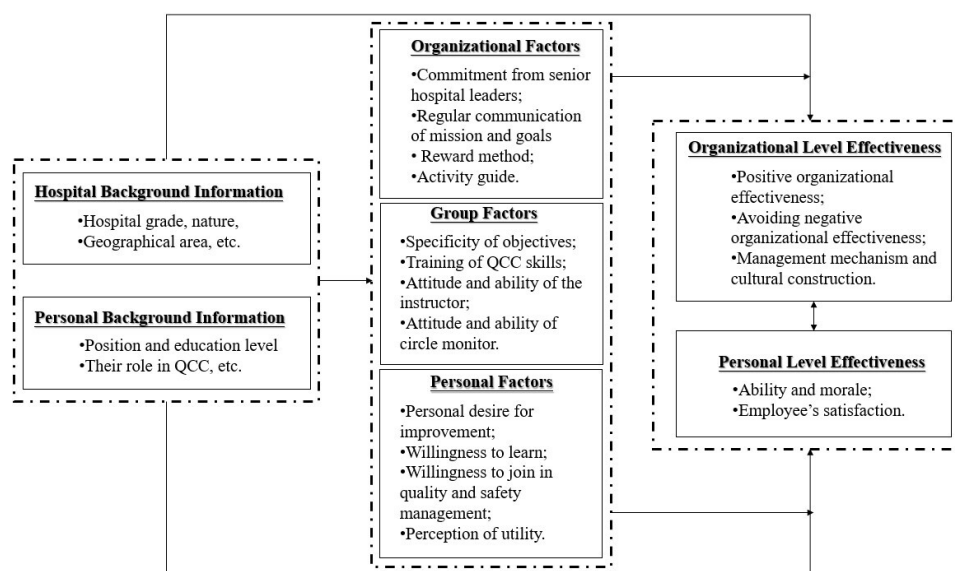 Hospital Background Information
•Hospital grade, nature,
•Geographical area, etc.
Personal Background Information
•Position and education level
•Their role in QCC, etc.
Organizational Factors
•Commitment from senior
hospital leaders;
•Regular communication
of mission and goals
• Reward method;
•Activity guide.
Group Factors
•Specificity of objectives;
•Training of QCC skills;
•Attitude and ability of the
instructor;
•Attitude and ability of
circle monitor.
Personal Factors
•Personal desire for
improvement;
•Willingness to learn;
•Willingness to join in
quality and safety
management;
•Perception of utility.
Organizational Level Effectiveness
•Positive organizational
effectiveness;
•Avoiding negative
organizational effectiveness;
•Management mechanism and
cultural construction.
Personal Level Effectiveness
•Ability and morale;
•Employee’s satisfaction.